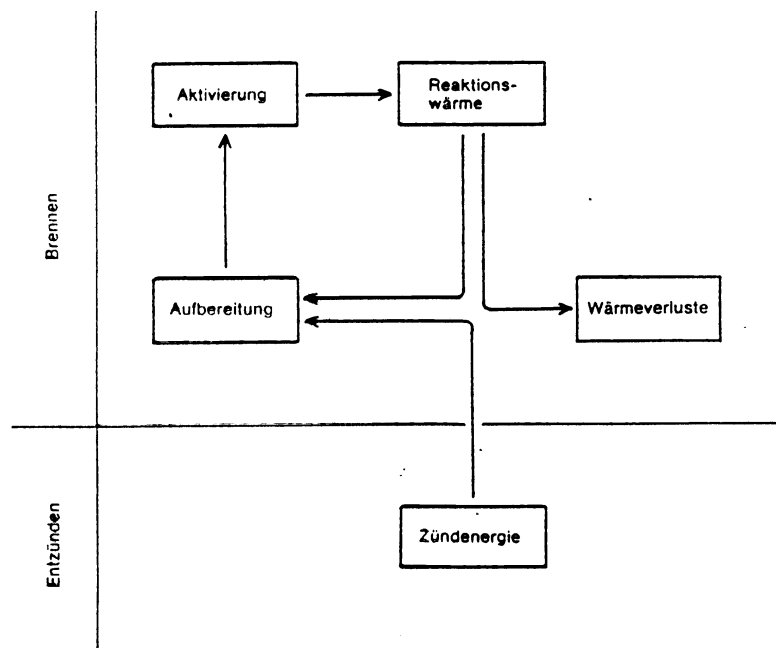 Aktivierung
Reaktions-
wärme
Brennen
Aufbereitung
Wärmeverluste
Entzünden
Zündenergie